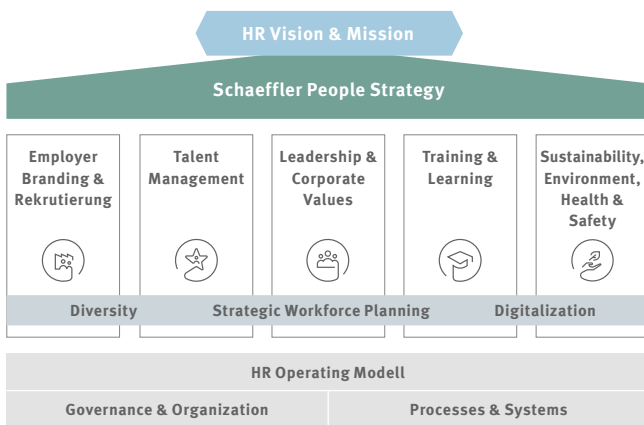 HR Vision & Mission
Schaeffler People Strategy
Employer
Branding &
Rekrutierung
Talent
Management
Leadership &
Corporate
Values
Training &
Learning
Sustainability,
Environment,
Health &
Safety
Diversity
Strategic Workforce Planning
Digitalization
HR Operating Modell
Governance & Organization
Processes & Systems